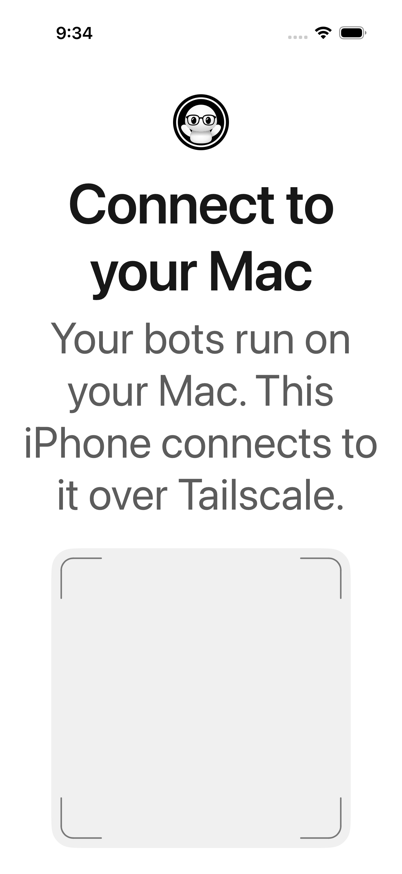 9:34
Connect to
your Mac
Your bots run on
your Mac. This
iPhone connects to
it over Tailscale.